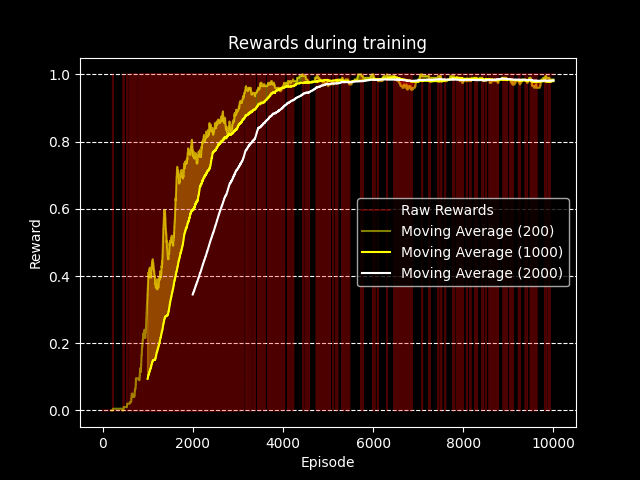 Rewards during training
1.0
0.8
0.6
0.4
0.2
0.0
Reward
Raw Rewards
Moving Average (200)
Moving Average (1000)
Moving Average (2000)
0 2000 4000 6000 8000 10000
Episode